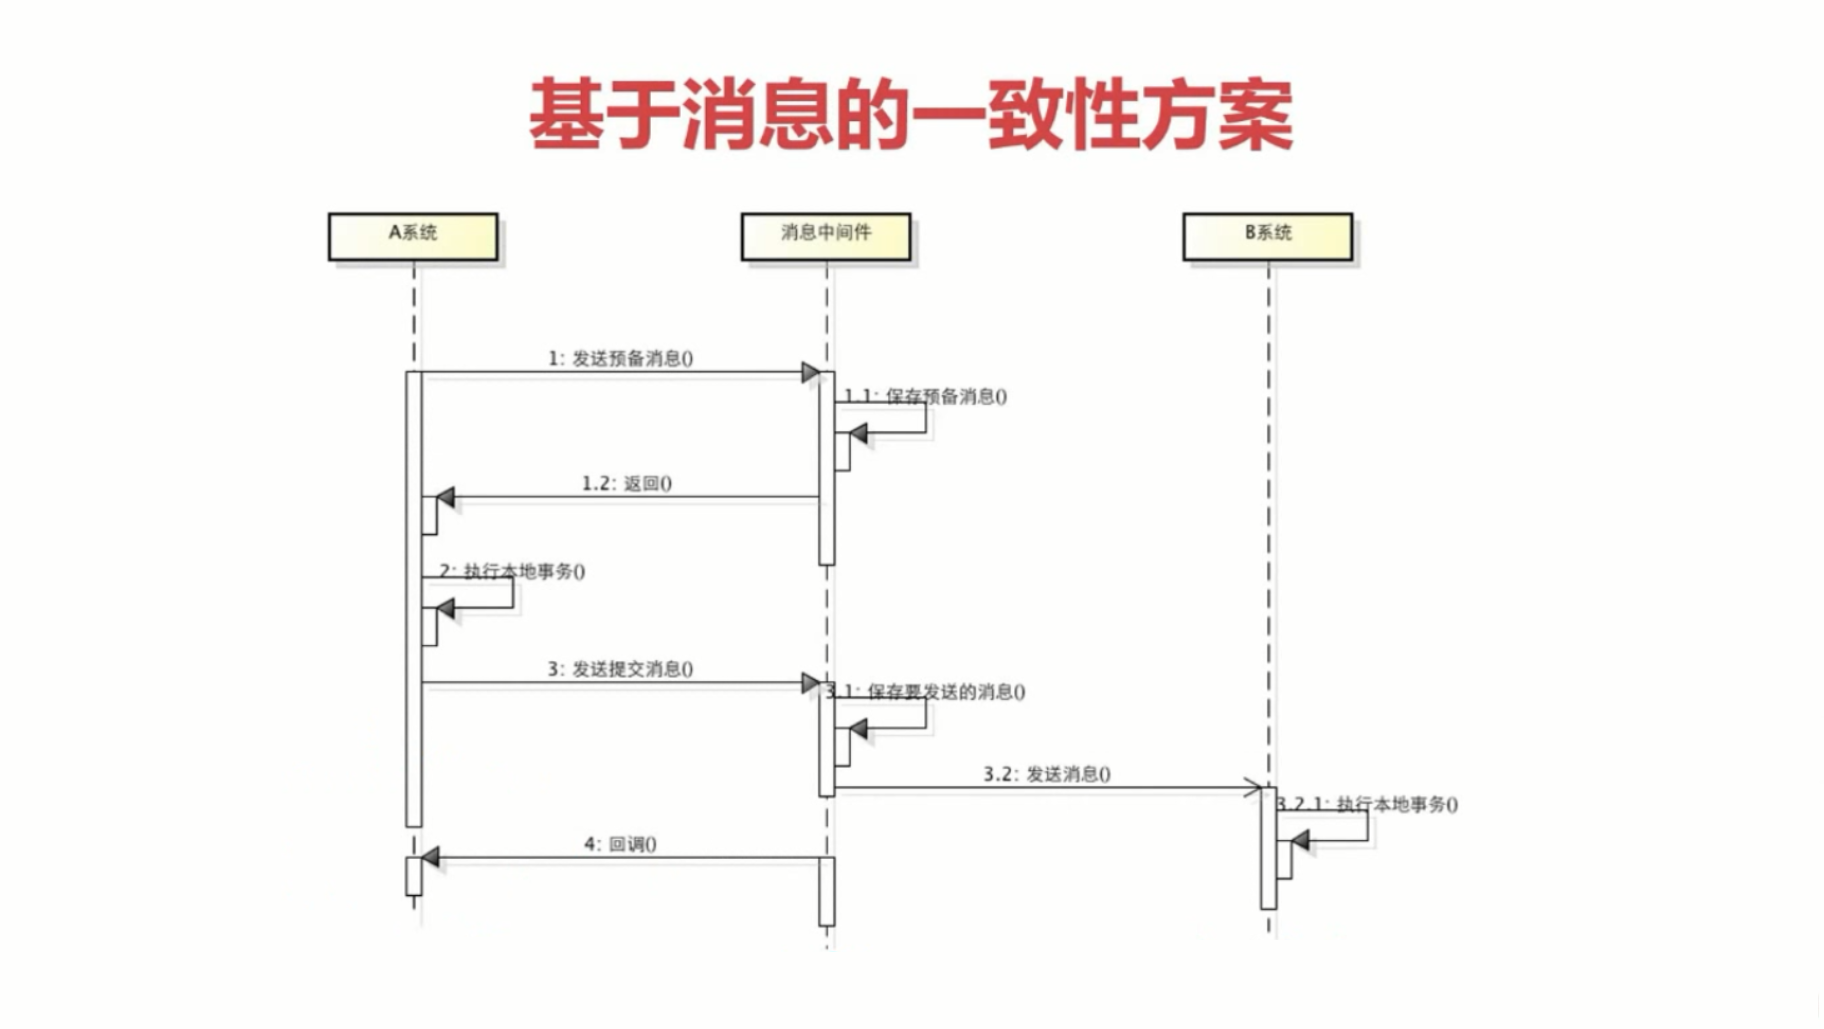 基于消息的一致性方案
A系统
消息中间件
B系统
1: 发送预备消息()
1.1: 保存预备消息()
1.2: 返回()
2: 执行本地事务()
3: 发送提交消息()
3.1: 保存要发送的消息()
3.2: 发送消息()
3.2.1: 执行本地事务()
4: 回调()